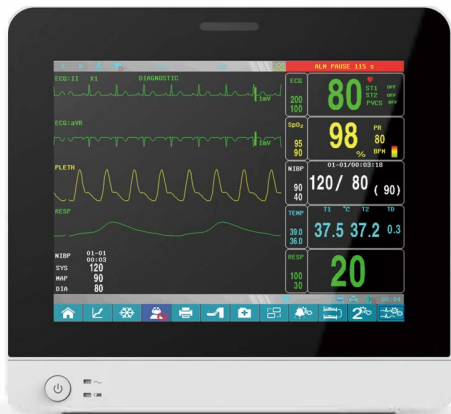 ALM PAUSE 115 s
ECG:II X1 DIAGNOSTIC
1mV
ECG:aVR
1mV
PLETH
RESP
NIBP 01-01
00:03
SYS 120
MAP 90
DIA 80
ECG
200
100
80
ST1 OFF
ST2 OFF
PVCS OFF
SpO₂
95
90
98
%
PR
80
BPM
NIBP
90
40
01-01/00:03:18
120/ 80 ( 90)
TEMP
39.0
36.0
T1 °C T2 TD
37.5 37.2 0.3
RESP
100
30
20
00:04
2